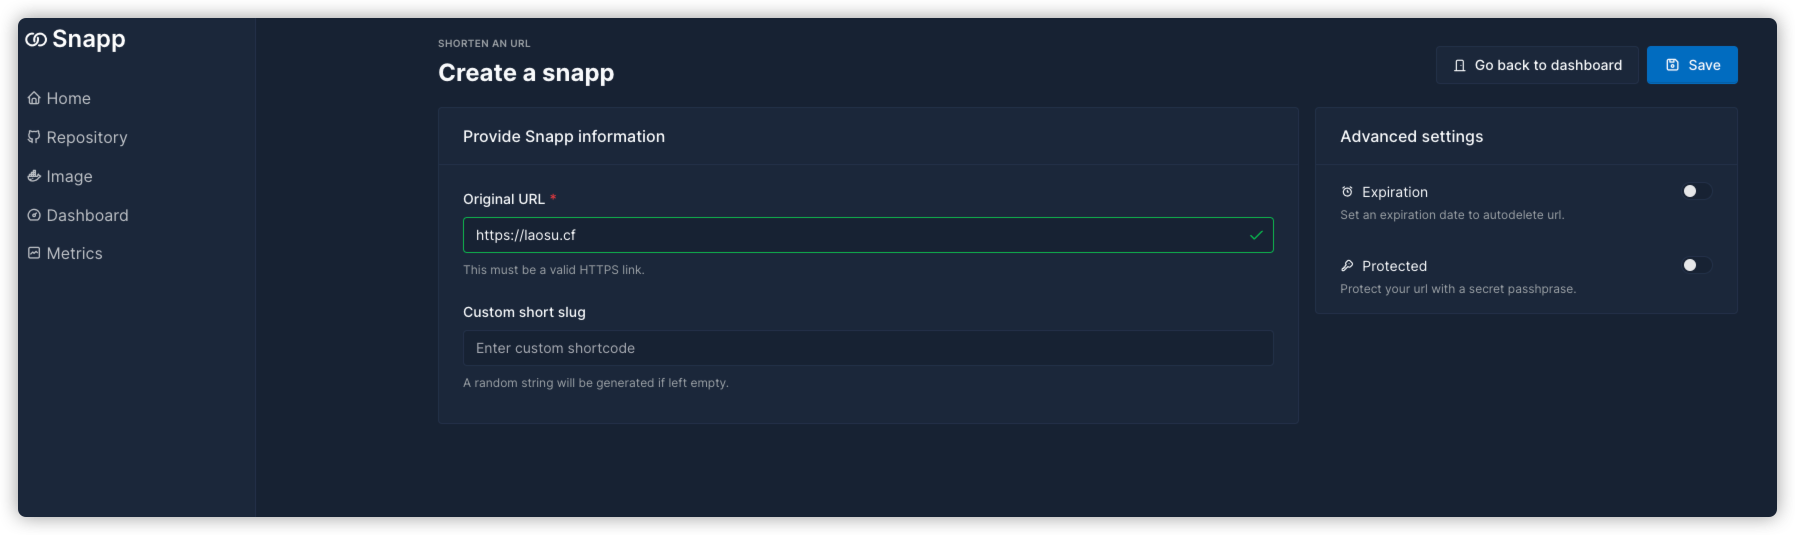 Snapp
Home
Repository
Image
Dashboard
Metrics
SHORTEN AN URL
Create a snapp
Go back to dashboard
Save
Provide Snapp information
Original URL *
https://laosu.cf
This must be a valid HTTPS link.
Custom short slug
Enter custom shortcode
A random string will be generated if left empty.
Advanced settings
Expiration
Set an expiration date to autodelete url.
Protected
Protect your url with a secret passhprase.